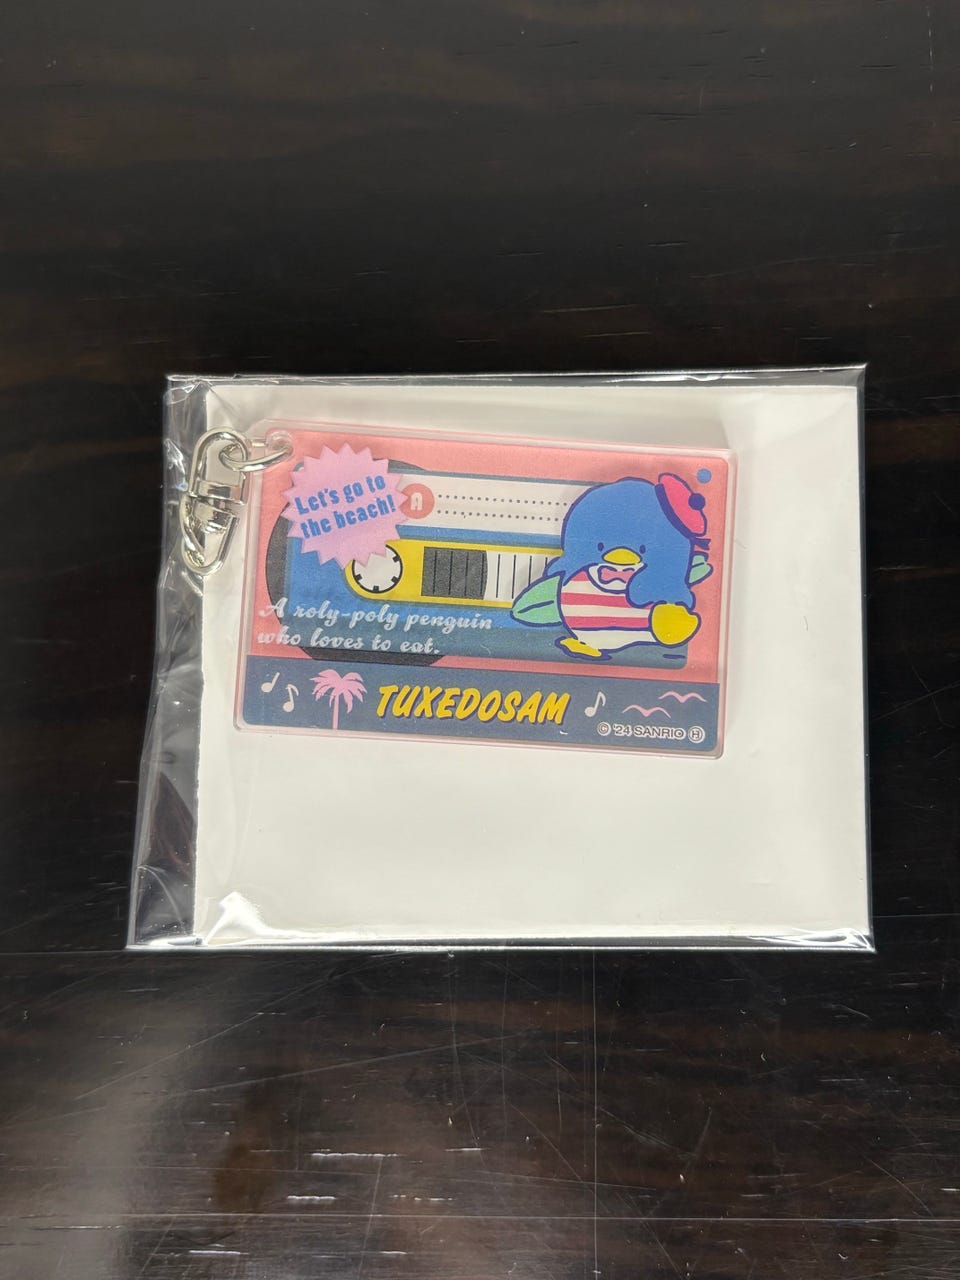 Let's go to
the beach!
A
A roly-poly penguin
who loves to eat.
TUXEDOSAM
© '24 SANRIO Ⓗ